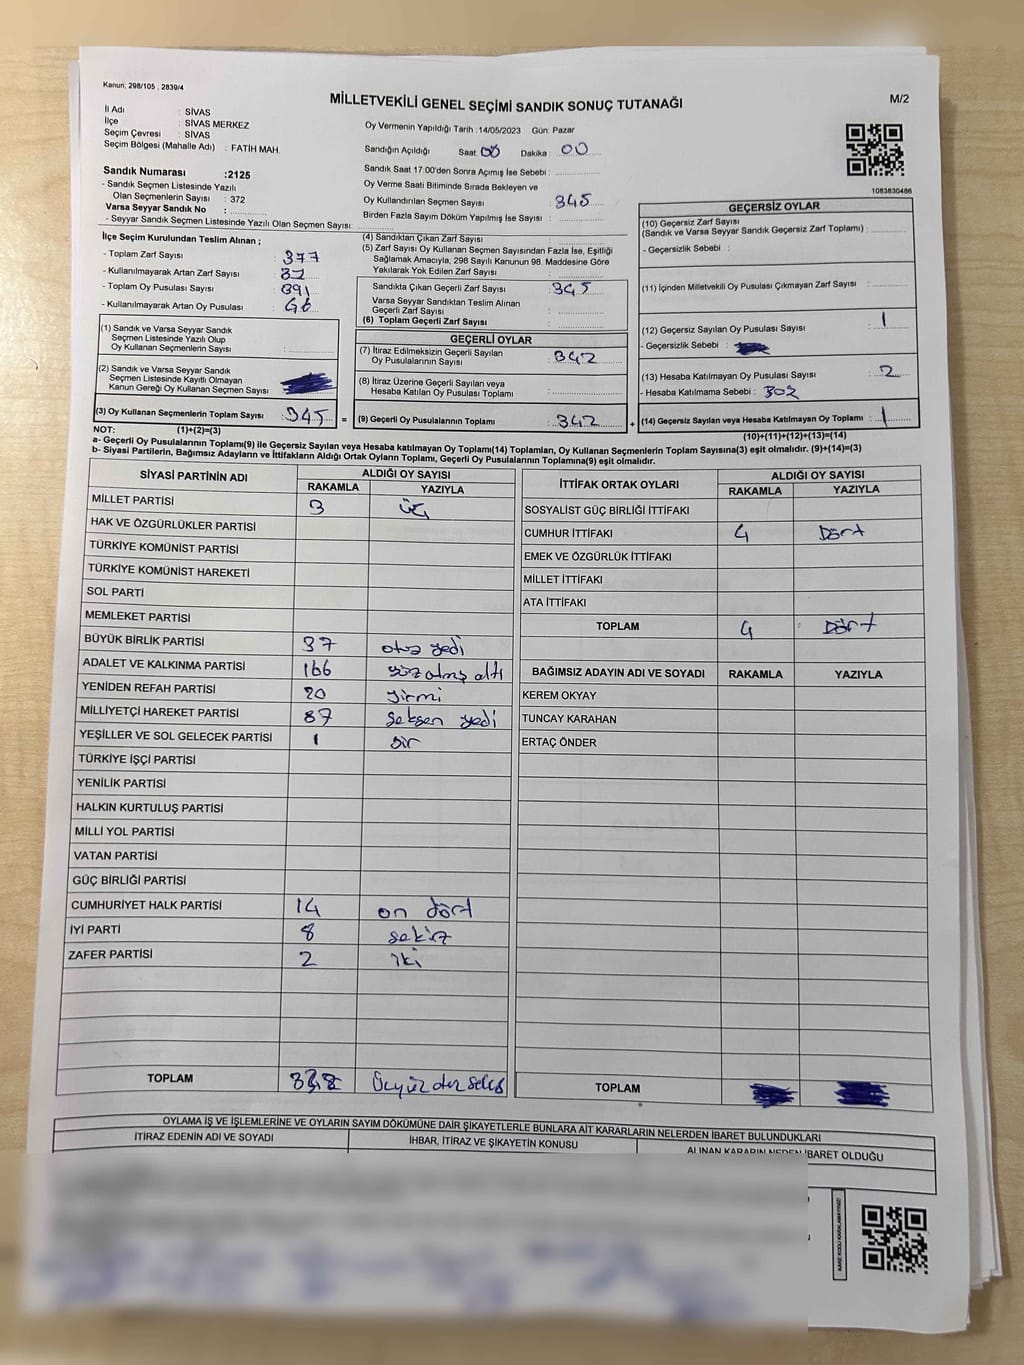 Kanun; 298/105 , 2839/4
MİLLETVEKİLİ GENEL SEÇİMİ SANDIK SONUÇ TUTANAĞI
M/2
İl Adı : SİVAS
İlçe : SİVAS MERKEZ
Seçim Çevresi : SİVAS
Seçim Bölgesi (Mahalle Adı) : FATİH MAH.
Sandık Numarası :2125
- Sandık Seçmen Listesinde Yazılı
Olan Seçmenlerin Sayısı : 372
Varsa Seyyar Sandık No :
- Seyyar Sandık Seçmen Listesinde Yazılı Olan Seçmen Sayısı:
Oy Vermenin Yapıldığı Tarih : 14/05/2023 Gün: Pazar
Sandığın Açıldığı Saat: Dakika : 00
Sandık Saat 17:00'den Sonra Açımış İse Sebebi :
Oy Verme Saati Bitiminde Sırada Bekleyen ve
Oy Kullandırılan Seçmen Sayısı : 345
Birden Fazla Sayım Döküm Yapılmış İse Sayısı :
1083830486
İlçe Seçim Kurulundan Teslim Alınan ;
- Toplam Zarf Sayısı : 377
- Kullanılmayarak Artan Zarf Sayısı : 32
- Toplam Oy Pusulası Sayısı : 391
- Kullanılmayarak Artan Oy Pusulası : 46
(1) Sandık ve Varsa Seyyar Sandık
Seçmen Listesinde Yazılı Olup
Oy Kullanan Seçmenlerin Sayısı :
(2) Sandık ve Varsa Seyyar Sandık
Seçmen Listesinde Kayıtlı Olmayan
Kanun Gereği Oy Kullanan Seçmen Sayısı
(3) Oy Kullanan Seçmenlerin Toplam Sayısı : 345 =
(4) Sandıktan Çıkan Zarf Sayısı :
(5) Zarf Sayısı Oy Kullanan Seçmen Sayısından Fazla İse, Eşitliği
Sağlamak Amacıyla, 298 Sayılı Kanunun 98. Maddesine Göre
Yakılarak Yok Edilen Zarf Sayısı :
Sandıkta Çıkan Geçerli Zarf Sayısı : 345
Varsa Seyyar Sandıktan Teslim Alınan
Geçerli Zarf Sayısı :
(6) Toplam Geçerli Zarf Sayısı :
GEÇERLİ OYLAR
(7) İtiraz Edilmeksizin Geçerli Sayılan
Oy Pusulalarının Sayısı : 342
(8) İtiraz Üzerine Geçerli Sayılan veya
Hesaba Katılan Oy Pusulaları Toplamı :
(9) Geçerli Oy Pusulalarının Toplamı : 342 +
GEÇERSİZ OYLAR
(10) Geçersiz Zarf Sayısı
(Sandık ve Varsa Seyyar Sandık Geçersiz Zarf Toplamı) :
- Geçersizlik Sebebi :
(11) İçinden Milletvekili Oy Pusulası Çıkmayan Zarf Sayısı :
(12) Geçersiz Sayılan Oy Pusulası Sayısı : 1
- Geçersizlik Sebebi :
(13) Hesaba Katılmayan Oy Pusulası Sayısı : 2
- Hesaba Katılmama Sebebi :
(14) Geçersiz Sayılan veya Hesaba Katılmayan Oy Toplamı : 1
NOT: (1)+(2)=(3) (10)+(11)+(12)+(13)=(14)
a- Geçerli Oy Pusulalarının Toplamı(9) ile Geçersiz Sayılan veya Hesaba katılmayan Oy Toplam(14) Toplamları, Oy Kullanan Seçmenlerin Toplam Sayısına(3) eşit olmalıdır. (9)+(14)=(3)
b- Siyasi Partilerin, Bağımsız Adayların ve İttifakların Aldığı Ortak Oyların Toplamı, Geçerli Oy Pusulalarının Toplamına(9) eşit olmalıdır.
SİYASİ PARTİNİN ADI ALDIĞI OY SAYISI
RAKAMLA YAZIYLA
MİLLET PARTİSİ 3 üç
HAK VE ÖZGÜRLÜKLER PARTİSİ
TÜRKİYE KOMÜNİST PARTİSİ
TÜRKİYE KOMÜNİST HAREKETİ
SOL PARTİ
MEMLEKET PARTİSİ
BÜYÜK BİRLİK PARTİSİ 37 otuz yedi
ADALET VE KALKINMA PARTİSİ 166 yüz atmış altı
YENİDEN REFAH PARTİSİ 20 yirmi
MİLLİYETÇİ HAREKET PARTİSİ 87 seksen yedi
YEŞİLLER VE SOL GELECEK PARTİSİ 1 bir
TÜRKİYE İŞÇİ PARTİSİ
YENİLİK PARTİSİ
HALKIN KURTULUŞ PARTİSİ
MİLLİ YOL PARTİSİ
VATAN PARTİSİ
GÜÇ BİRLİĞİ PARTİSİ
CUMHURİYET HALK PARTİSİ 14 on dört
İYİ PARTİ 8 sekiz
ZAFER PARTİSİ 2 iki
TOPLAM 338
İTTİFAK ORTAK OYLARI ALDIĞI OY SAYISI
RAKAMLA YAZIYLA
SOSYALİST GÜÇ BİRLİĞİ İTTİFAKI
CUMHUR İTTİFAKI 4 Dört
EMEK VE ÖZGÜRLÜK İTTİFAKI
MİLLET İTTİFAKI
ATA İTTİFAKI
TOPLAM 4 Dört
BAĞIMSIZ ADAYIN ADI VE SOYADI RAKAMLA YAZIYLA
KEREM OKYAY
TUNCAY KARAHAN
ERTAÇ ÖNDER
TOPLAM
OYLAMA İŞ VE İŞLEMLERİNE VE OYLARIN SAYIM DÖKÜMÜNE DAİR ŞİKAYETLERLE BUNLARA AİT KARARLARIN NELERDEN İBARET BULUNDUKLARI
İTİRAZ EDENİN ADI VE SOYADI İHBAR, İTİRAZ VE ŞİKAYETİN KONUSU ALINAN KARARIN NEDEN İBARET OLDUĞU